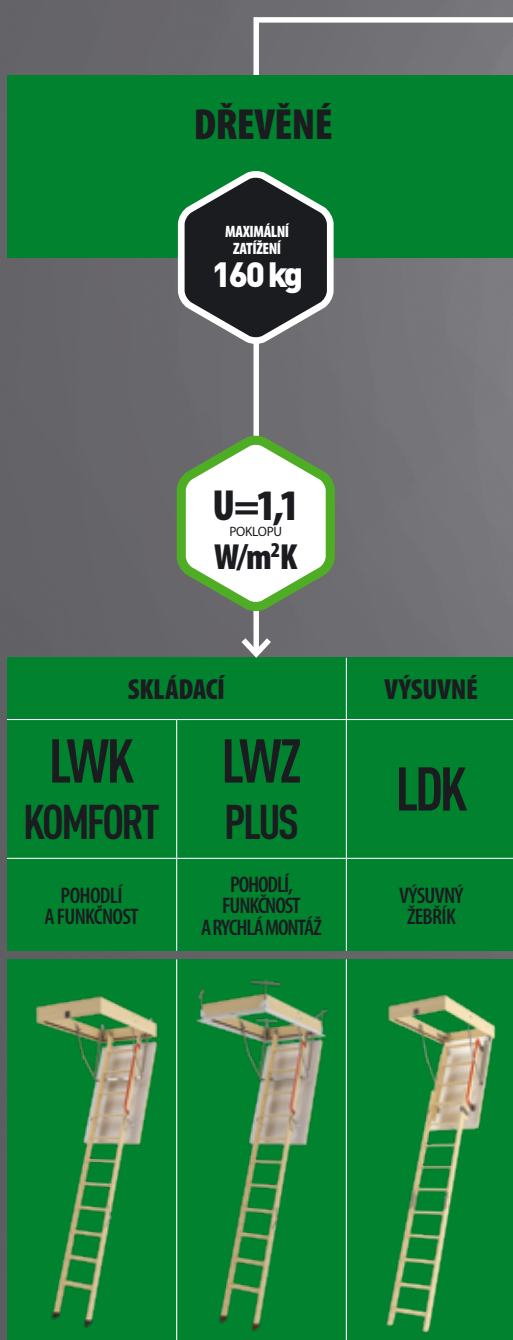 DŘEVĚNÉ
MAXIMÁLNÍ
ZATÍŽENÍ
160 kg
U=1,1
POKLOPU
W/m²K
SKLÁDACÍ
VÝSUVNÉ
LWK
KOMFORT
LWZ
PLUS
LDK
POHODLÍ
A FUNKČNOST
POHODLÍ,
FUNKČNOST
A RYCHLÁ MONTÁŽ
VÝSUVNÝ
ŽEBŘÍK